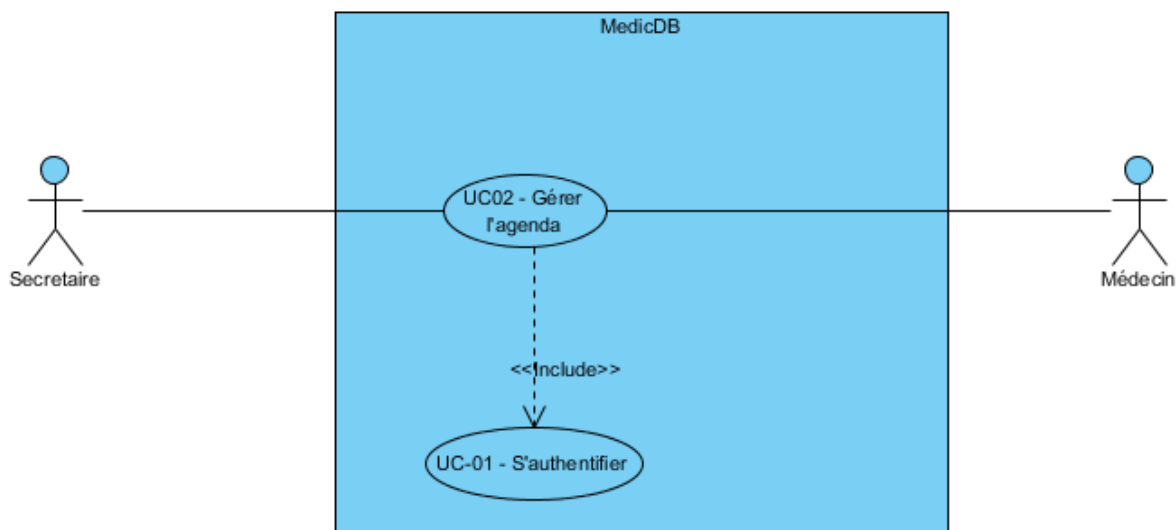 MedicDB
UC02 - Gérer
l'agenda
Secretaire
Médecin
<<Include>>
UC-01 - S'authentifier